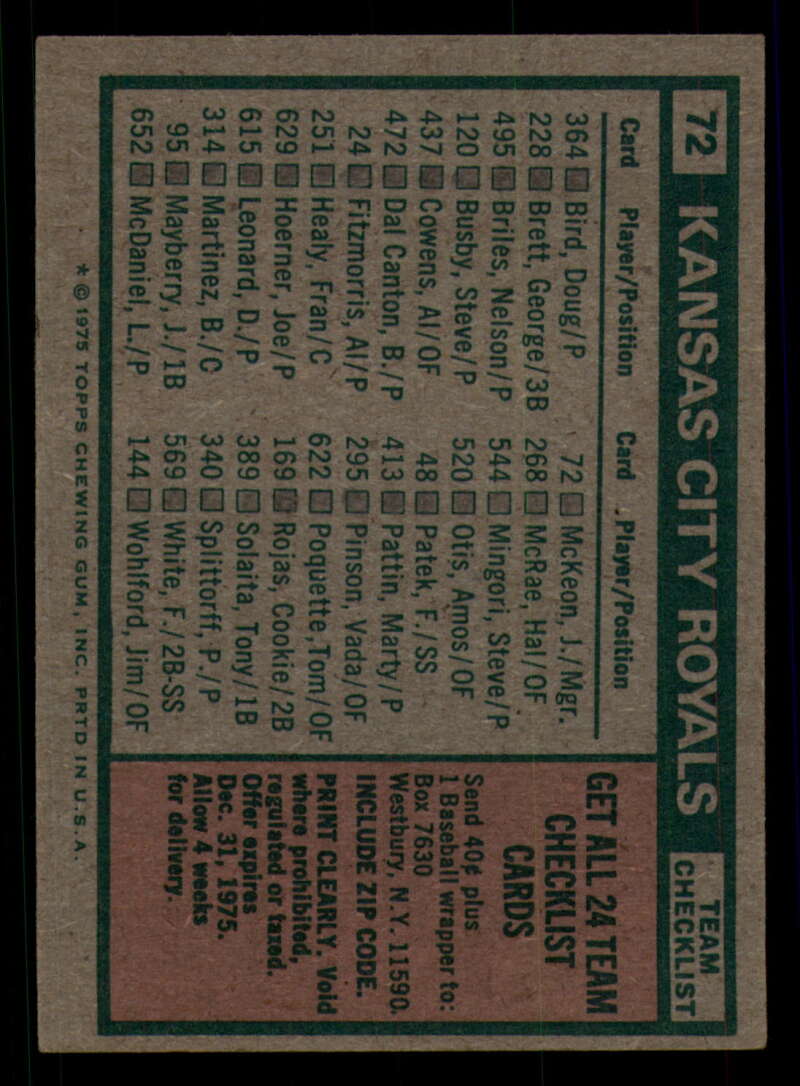 72 KANSAS CITY ROYALS TEAM CHECKLIST
Card Player/Position Card Player/Position
364 Bird, Doug/P
228 Brett, George/3B
495 Briles, Nelson/P
120 Busby, Steve/P
437 Cowens, Al/OF
472 Dal Canton, B./P
24 Fitzmorris, Al/P
251 Healy, Fran/C
629 Hoerner, Joe/P
615 Leonard, D./P
314 Martinez, B./C
95 Mayberry, J./1B
652 McDaniel, L./P
72 McKeon, J./Mgr.
268 McRae, Hal/OF
544 Mingori, Steve/P
520 Otis, Amos/OF
48 Patek, F./SS
413 Pattin, Marty/P
295 Pinson, Vada/OF
622 Poquette,Tom/OF
169 Rojas, Cookie/2B
389 Solaita, Tony/1B
340 Splittorff, P./P
569 White, F./2B-SS
144 Wohlford, Jim/OF
GET ALL 24 TEAM
CHECKLIST
CARDS
Send 40¢ plus
1 Baseball wrapper to:
Box 7630
Westbury, N.Y. 11590.
INCLUDE ZIP CODE.
PRINT CLEARLY. Void
where prohibited,
regulated or taxed.
Offer expires
Dec. 31, 1975.
Allow 4 weeks
for delivery.
* © 1975 TOPPS CHEWING GUM, INC. PRTD IN U.S.A.